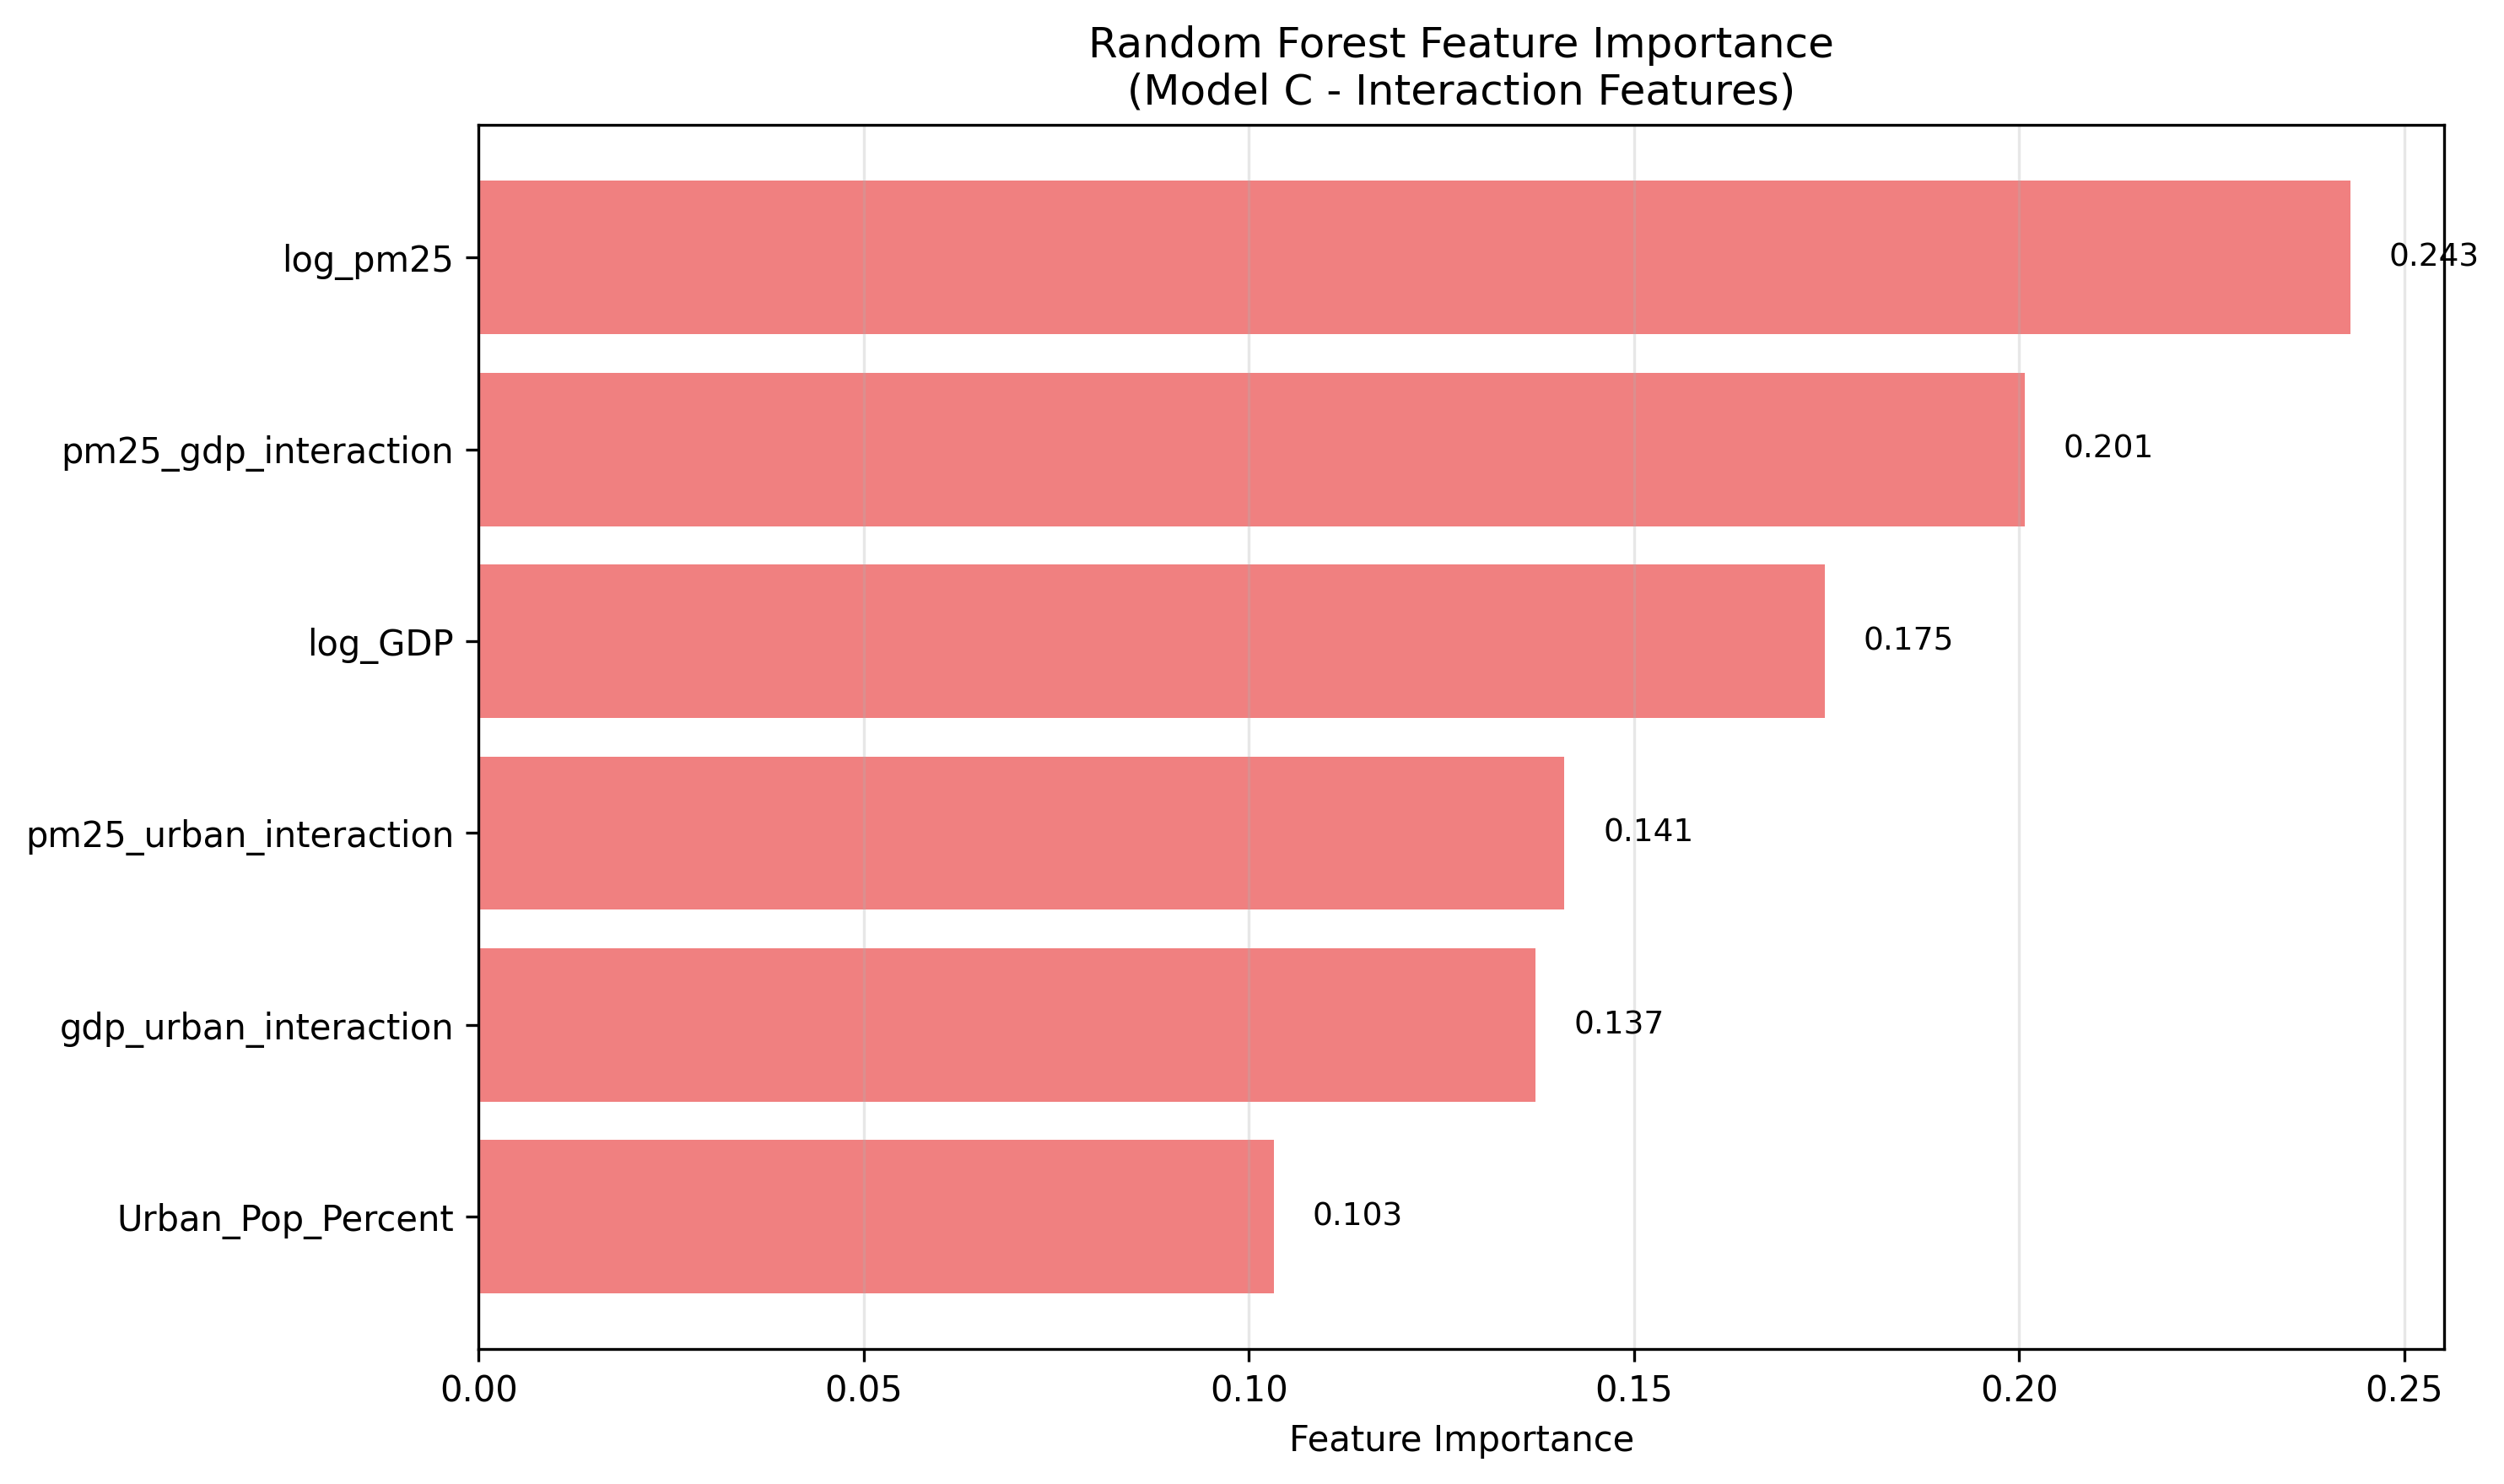 Random Forest Feature Importance
(Model C - Interaction Features)
log_pm25
0.243
pm25_gdp_interaction
0.201
log_GDP
0.175
pm25_urban_interaction
0.141
gdp_urban_interaction
0.137
Urban_Pop_Percent
0.103
0.00 0.05 0.10 0.15 0.20 0.25
Feature Importance